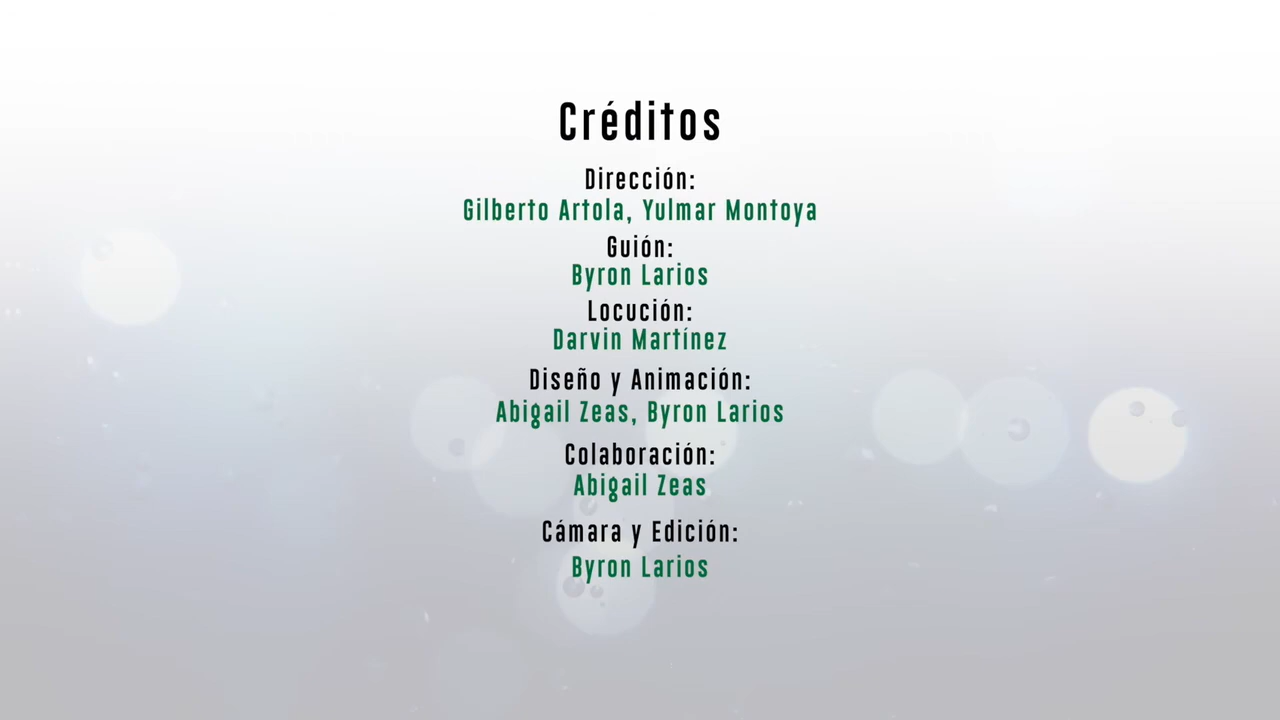 Créditos
Dirección:
Gilberto Artola, Yulmar Montoya
Guión:
Byron Larios
Locución:
Darvin Martínez
Diseño y Animación:
Abigail Zeas, Byron Larios
Colaboración:
Abigail Zeas
Cámara y Edición:
Byron Larios